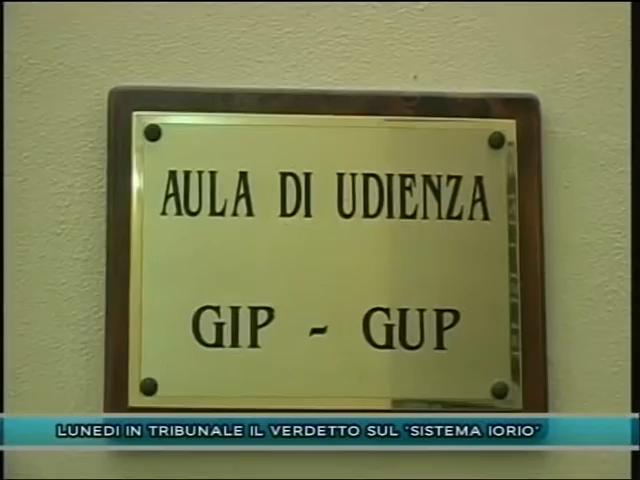 AULA DI UDIENZA
GIP - GUP
LUNEDI IN TRIBUNALE IL VERDETTO SUL "SISTEMA IORIO"